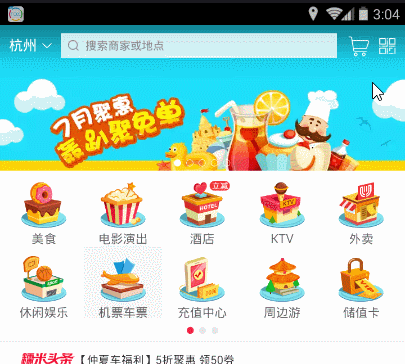 3:04
杭州
搜索商家或地点
7月聚惠
聚免单
立减
HOTEL
KTV
美食
电影演出
酒店
KTV
外卖
休闲娱乐
机票车票
充值中心
周边游
储值卡
糯米头条
【仲夏车福利】5折聚惠 领50券